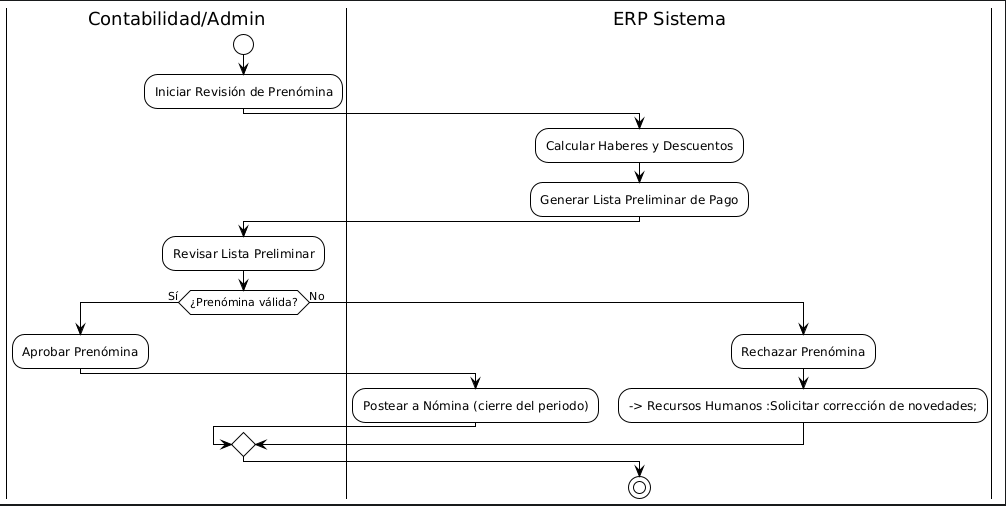 Contabilidad/Admin
ERP Sistema
Iniciar Revisión de Prenómina
Calcular Haberes y Descuentos
Generar Lista Preliminar de Pago
Revisar Lista Preliminar
Sí
¿Prenómina válida?
No
Aprobar Prenómina
Rechazar Prenómina
Postear a Nómina (cierre del periodo)
-> Recursos Humanos :Solicitar corrección de novedades;